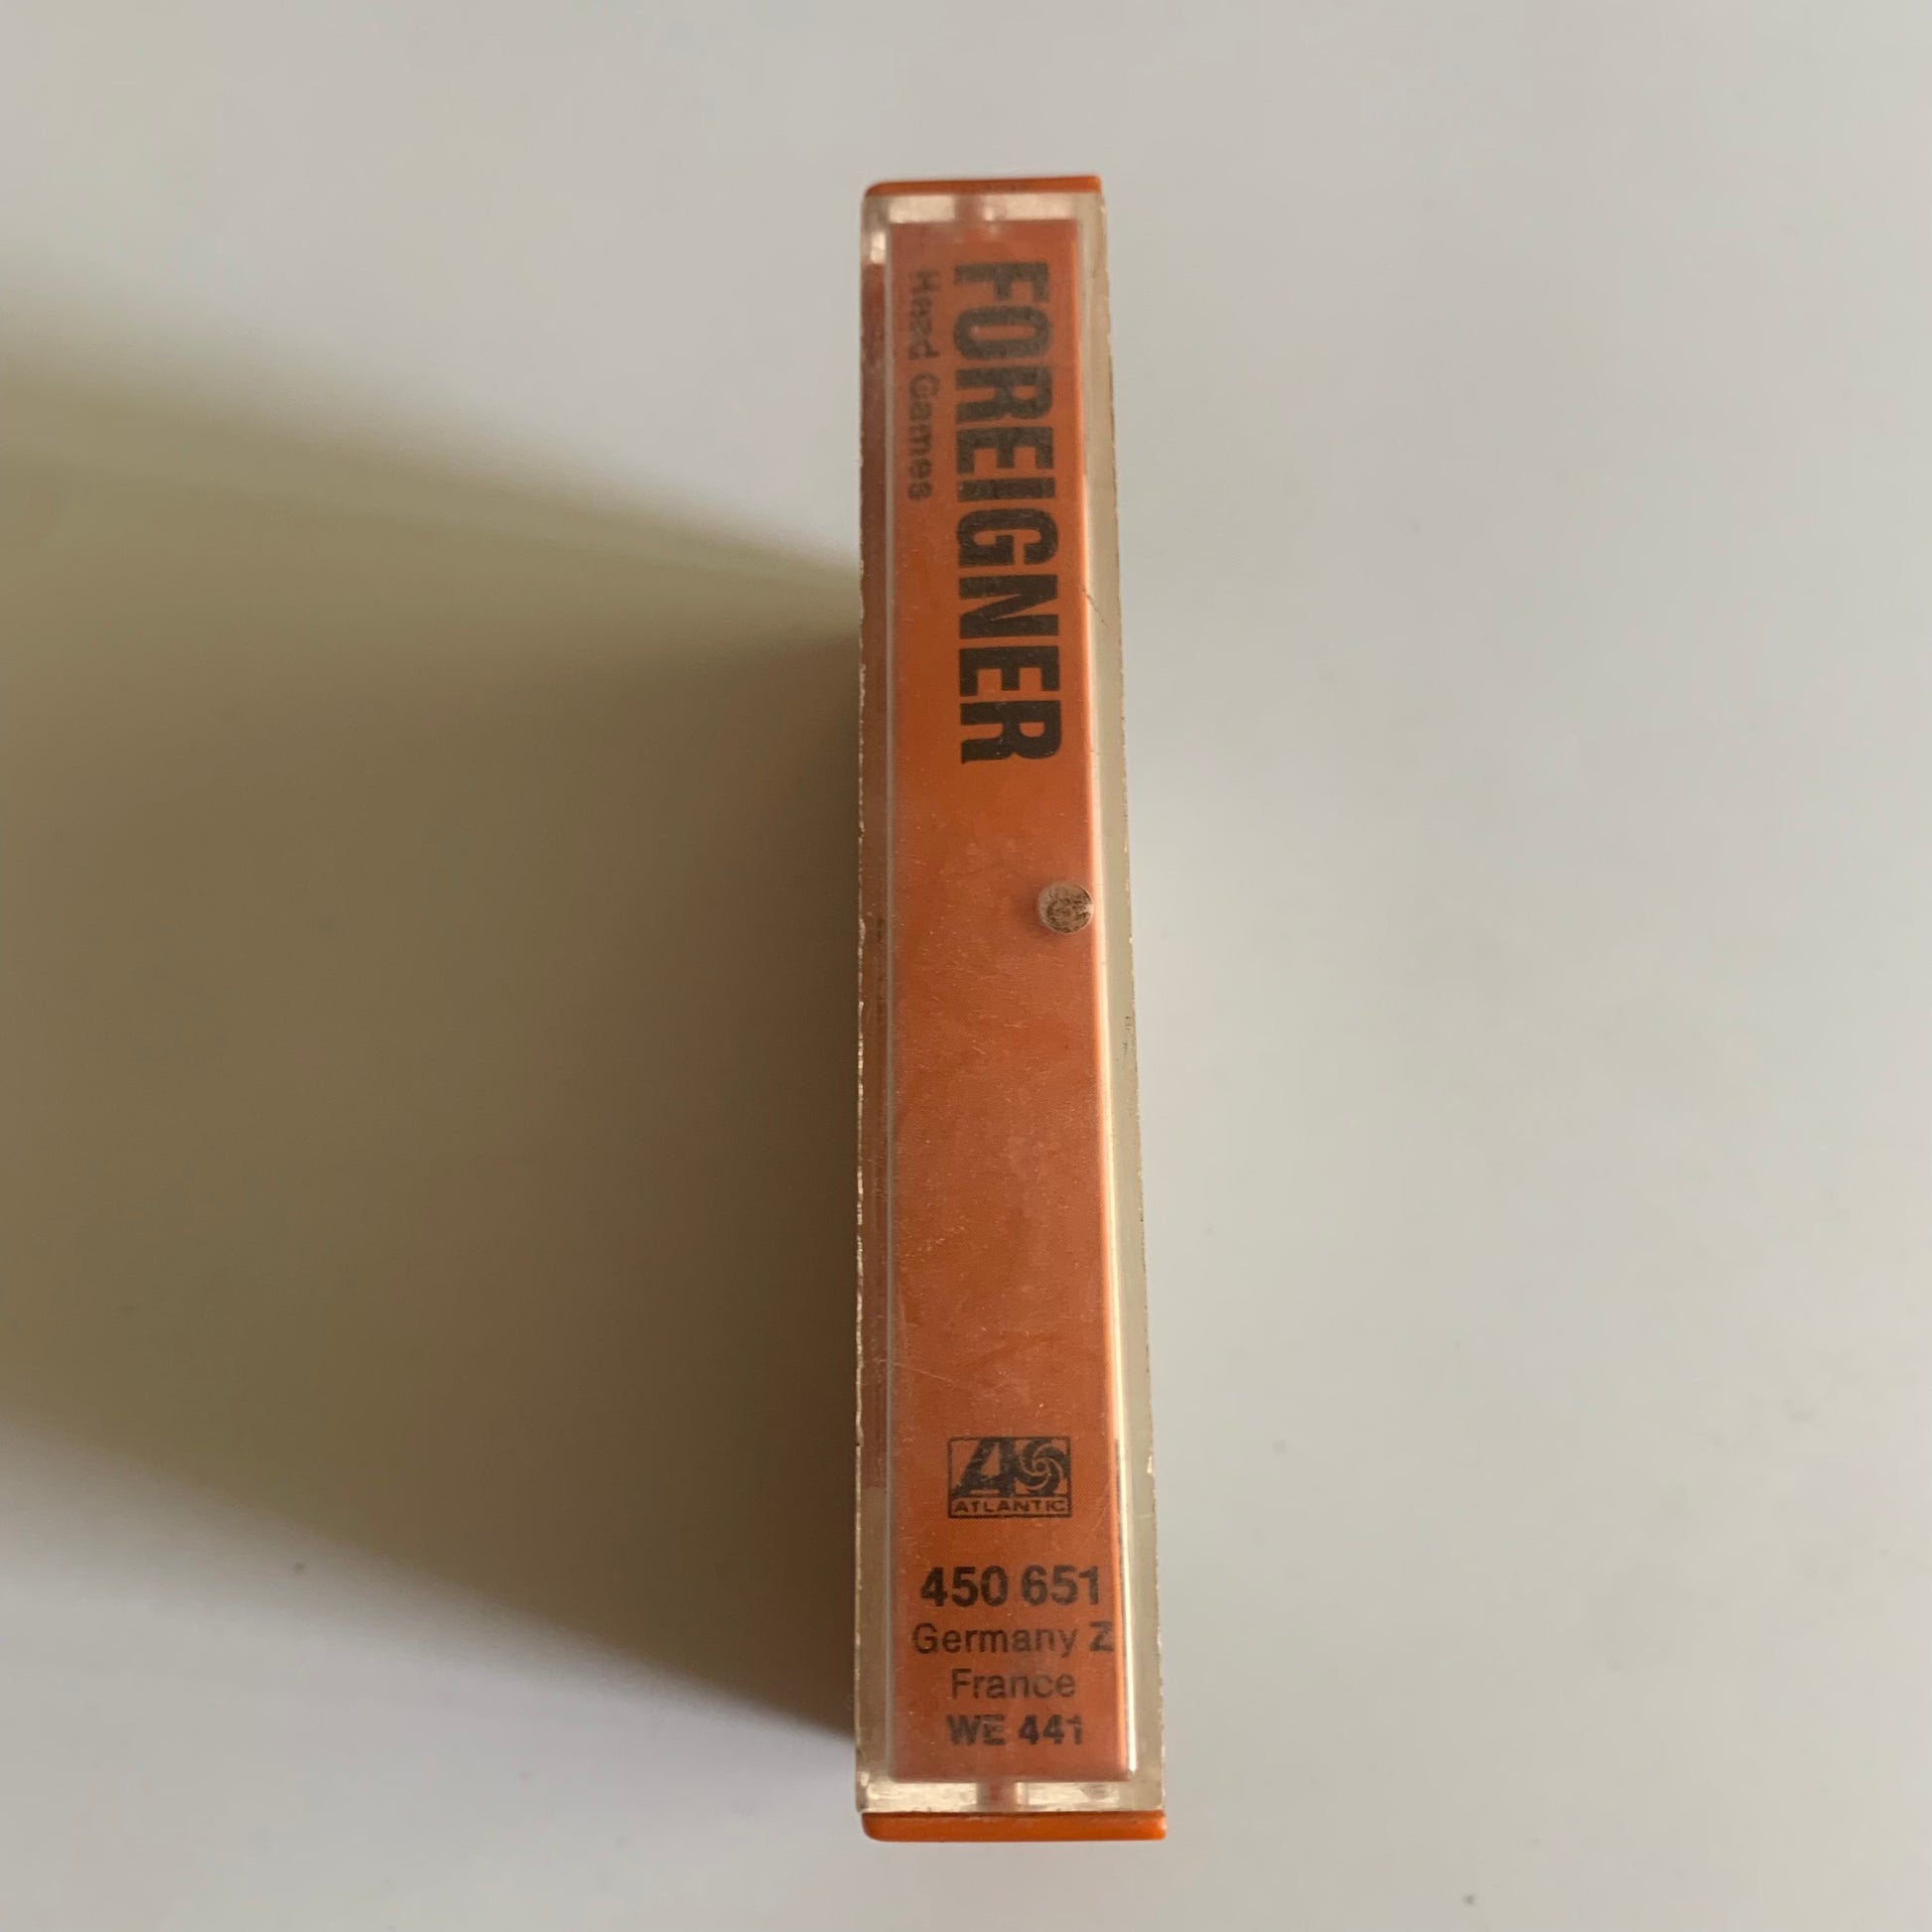 FOREIGNER
Head Games
ATLANTIC
450 651
Germany Z
France
WE 441